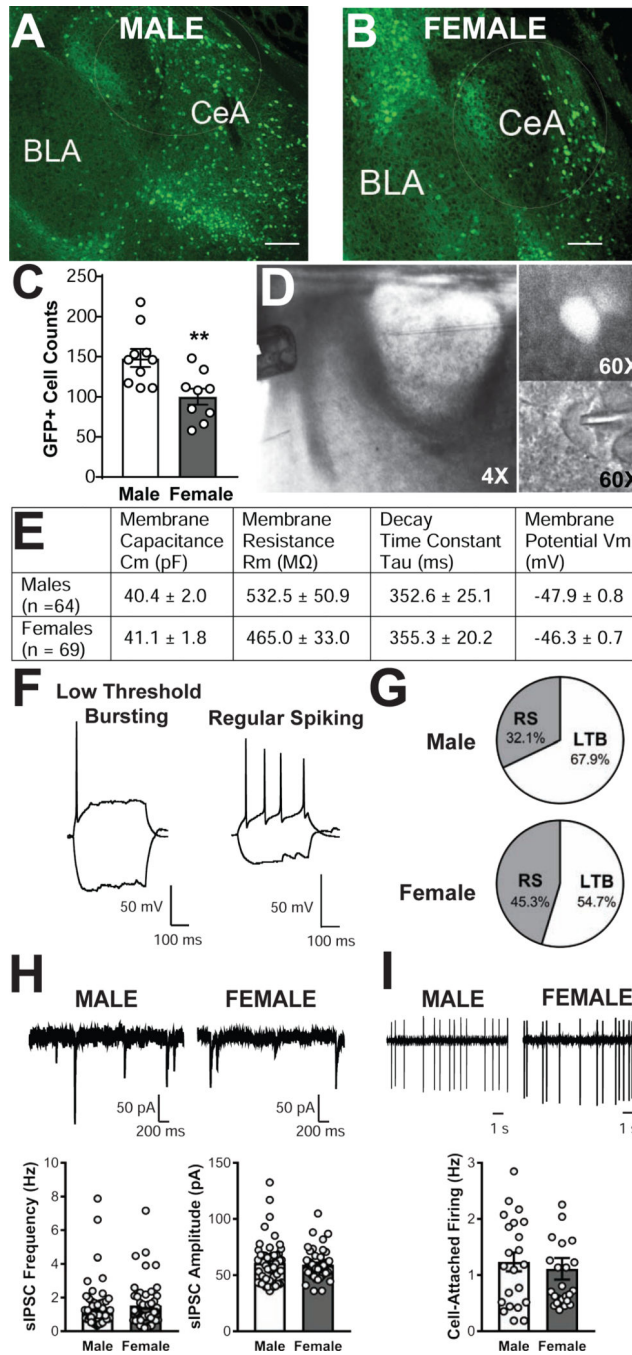 A MALE
CeA
BLA
B FEMALE
CeA
BLA
C
GFP+ Cell Counts
250
200
150
100
50
0
**
Male Female
D
4X
60X
60X
E
Membrane Capacitance Cm (pF)
Membrane Resistance Rm (MΩ)
Decay Time Constant Tau (ms)
Membrane Potential Vm (mV)
Males (n =64)
40.4 ± 2.0
532.5 ± 50.9
352.6 ± 25.1
-47.9 ± 0.8
Females (n = 69)
41.1 ± 1.8
465.0 ± 33.0
355.3 ± 20.2
-46.3 ± 0.7
F
Low Threshold
Bursting
Regular Spiking
50 mV
100 ms
50 mV
100 ms
G
Male
RS
32.1%
LTB
67.9%
Female
RS
45.3%
LTB
54.7%
H
MALE FEMALE
50 pA
200 ms
50 pA
200 ms
sIPSC Frequency (Hz)
10
8
6
4
2
0
Male Female
sIPSC Amplitude (pA)
150
100
50
0
Male Female
I
MALE FEMALE
1 s
1 s
Cell-Attached Firing (Hz)
3
2
1
0
Male Female